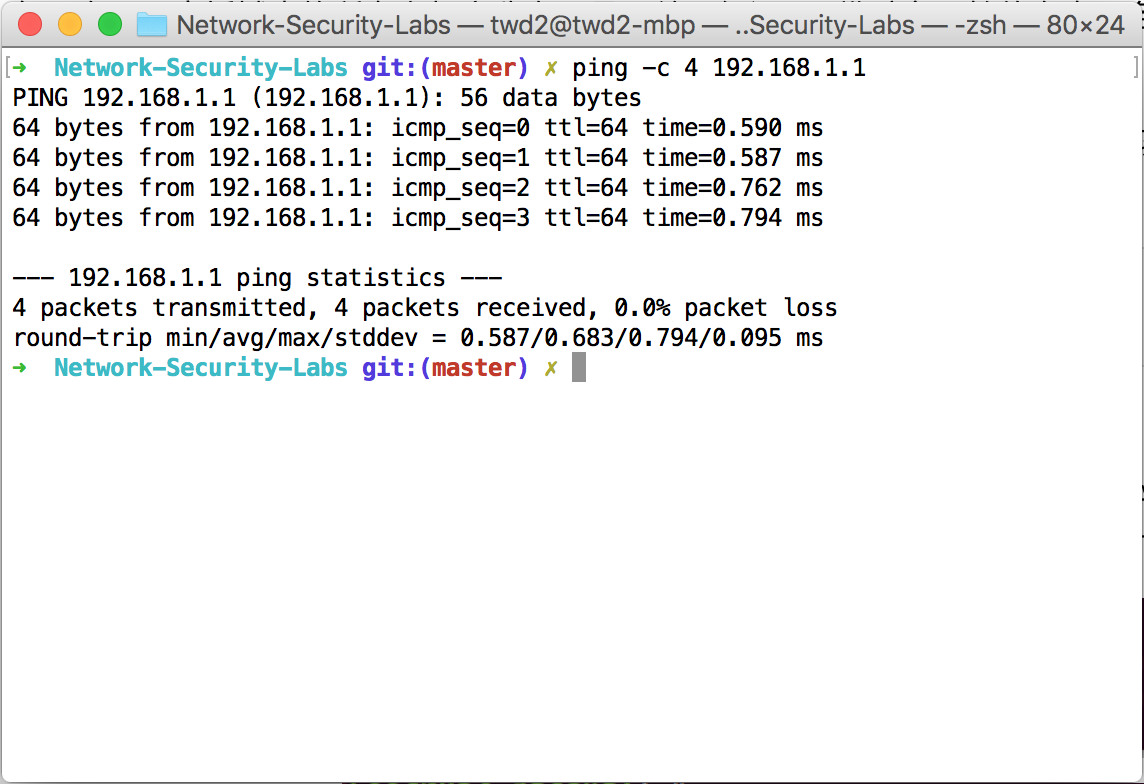 Network-Security-Labs — twd2@twd2-mbp — ..Security-Labs — -zsh — 80×24
[➜  Network-Security-Labs git:(master) ✗ ping -c 4 192.168.1.1 ]
PING 192.168.1.1 (192.168.1.1): 56 data bytes
64 bytes from 192.168.1.1: icmp_seq=0 ttl=64 time=0.590 ms
64 bytes from 192.168.1.1: icmp_seq=1 ttl=64 time=0.587 ms
64 bytes from 192.168.1.1: icmp_seq=2 ttl=64 time=0.762 ms
64 bytes from 192.168.1.1: icmp_seq=3 ttl=64 time=0.794 ms
--- 192.168.1.1 ping statistics ---
4 packets transmitted, 4 packets received, 0.0% packet loss
round-trip min/avg/max/stddev = 0.587/0.683/0.794/0.095 ms
➜  Network-Security-Labs git:(master) ✗